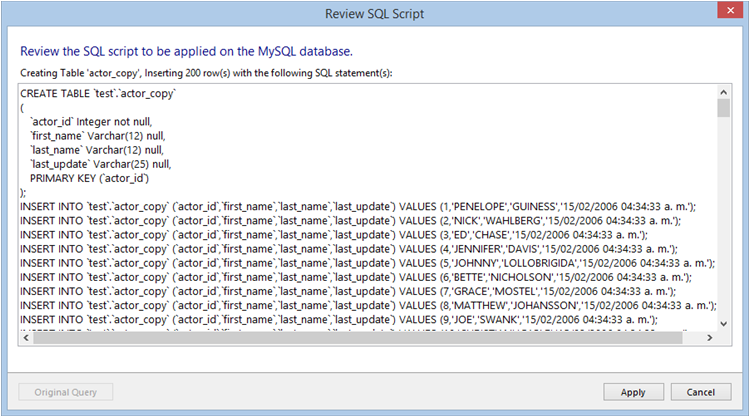 Review SQL Script
Review the SQL script to be applied on the MySQL database.
Creating Table 'actor_copy', Inserting 200 row(s) with the following SQL statement(s):
CREATE TABLE `test`.`actor_copy`
(
`actor_id` Integer not null,
`first_name` Varchar(12) null,
`last_name` Varchar(12) null,
`last_update` Varchar(25) null,
PRIMARY KEY (`actor_id`)
);
INSERT INTO `test`.`actor_copy` (`actor_id`,`first_name`,`last_name`,`last_update`) VALUES (1,'PENELOPE','GUINESS','15/02/2006 04:34:33 a. m.');
INSERT INTO `test`.`actor_copy` (`actor_id`,`first_name`,`last_name`,`last_update`) VALUES (2,'NICK','WAHLBERG','15/02/2006 04:34:33 a. m.');
INSERT INTO `test`.`actor_copy` (`actor_id`,`first_name`,`last_name`,`last_update`) VALUES (3,'ED','CHASE','15/02/2006 04:34:33 a. m.');
INSERT INTO `test`.`actor_copy` (`actor_id`,`first_name`,`last_name`,`last_update`) VALUES (4,'JENNIFER','DAVIS','15/02/2006 04:34:33 a. m.');
INSERT INTO `test`.`actor_copy` (`actor_id`,`first_name`,`last_name`,`last_update`) VALUES (5,'JOHNNY','LOLLOBRIGIDA','15/02/2006 04:34:33 a. m.');
INSERT INTO `test`.`actor_copy` (`actor_id`,`first_name`,`last_name`,`last_update`) VALUES (6,'BETTE','NICHOLSON','15/02/2006 04:34:33 a. m.');
INSERT INTO `test`.`actor_copy` (`actor_id`,`first_name`,`last_name`,`last_update`) VALUES (7,'GRACE','MOSTEL','15/02/2006 04:34:33 a. m.');
INSERT INTO `test`.`actor_copy` (`actor_id`,`first_name`,`last_name`,`last_update`) VALUES (8,'MATTHEW','JOHANSSON','15/02/2006 04:34:33 a. m.');
INSERT INTO `test`.`actor_copy` (`actor_id`,`first_name`,`last_name`,`last_update`) VALUES (9,'JOE','SWANK','15/02/2006 04:34:33 a. m.');
Original Query
Apply
Cancel